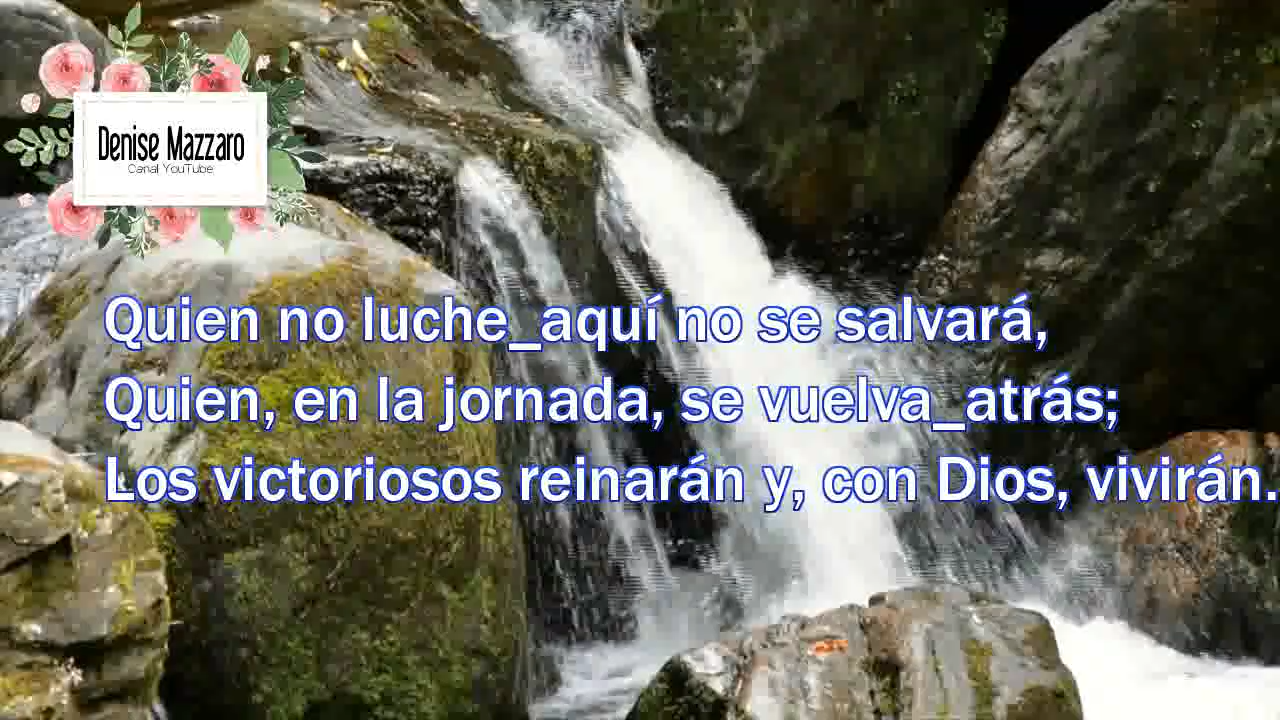 Denise Mazzaro
Canal YouTube
Quien no luche_aquí no se salvará,
Quien, en la jornada, se vuelva_atrás;
Los victoriosos reinarán y, con Dios, vivirán.